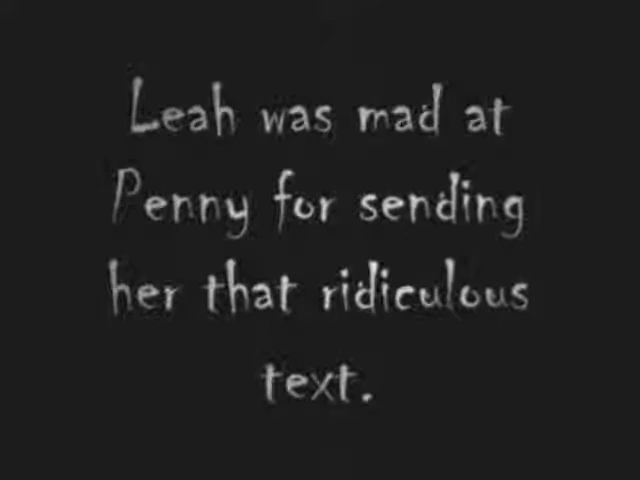 Leah was mad at
Penny for sending
her that ridiculous
text.